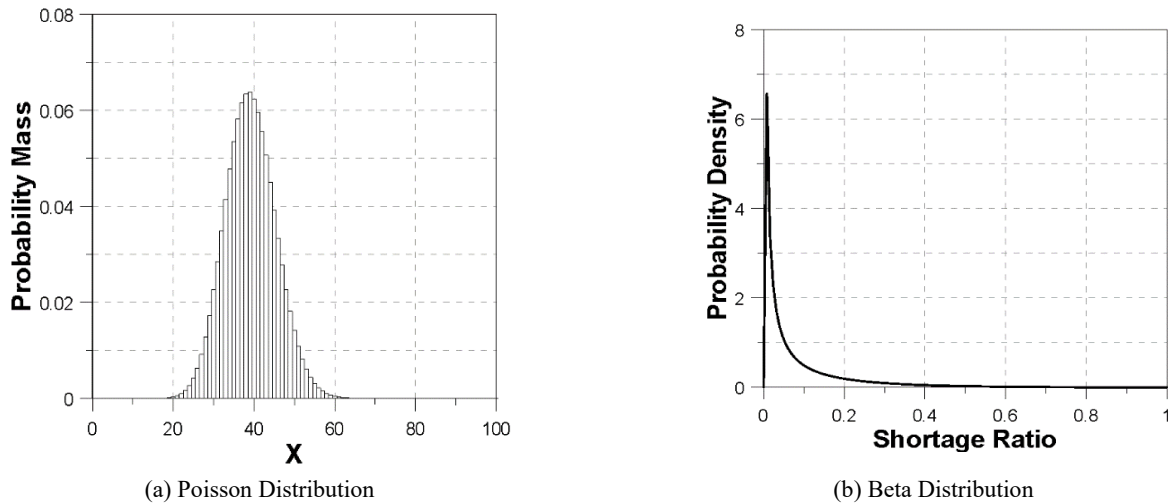 0.08
0.06
0.04
0.02
0
Probability Mass
0 20 40 60 80 100
X
(a) Poisson Distribution
8
6
4
2
0
Probability Density
0 0.2 0.4 0.6 0.8 1
Shortage Ratio
(b) Beta Distribution